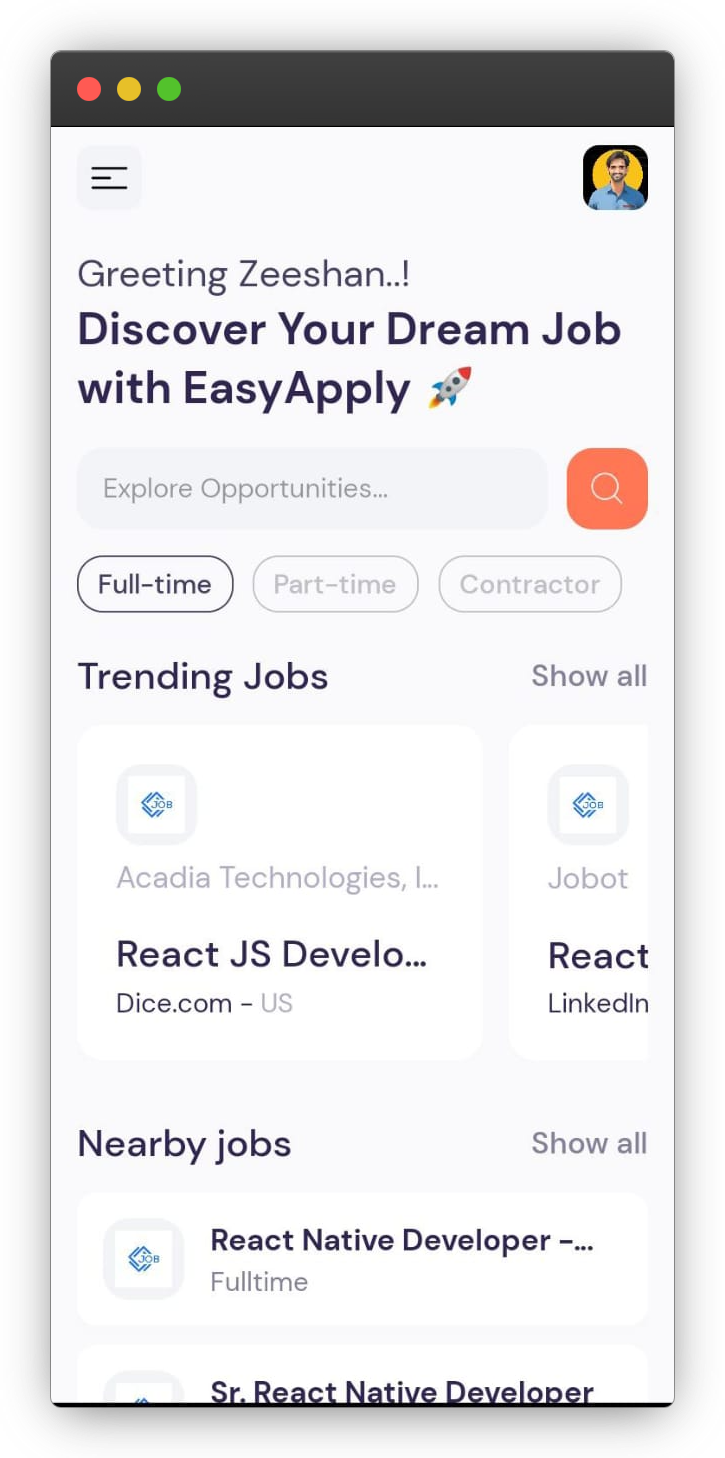 Greeting Zeeshan..!
Discover Your Dream Job
with EasyApply 🚀
Explore Opportunities...
Full-time Part-time Contractor
Trending Jobs Show all
JOB JOB
Acadia Technologies, I... Jobot
React JS Develo... React
Dice.com - US LinkedIn
Nearby jobs Show all
JOB
React Native Developer -...
Fulltime
Sr. React Native Developer